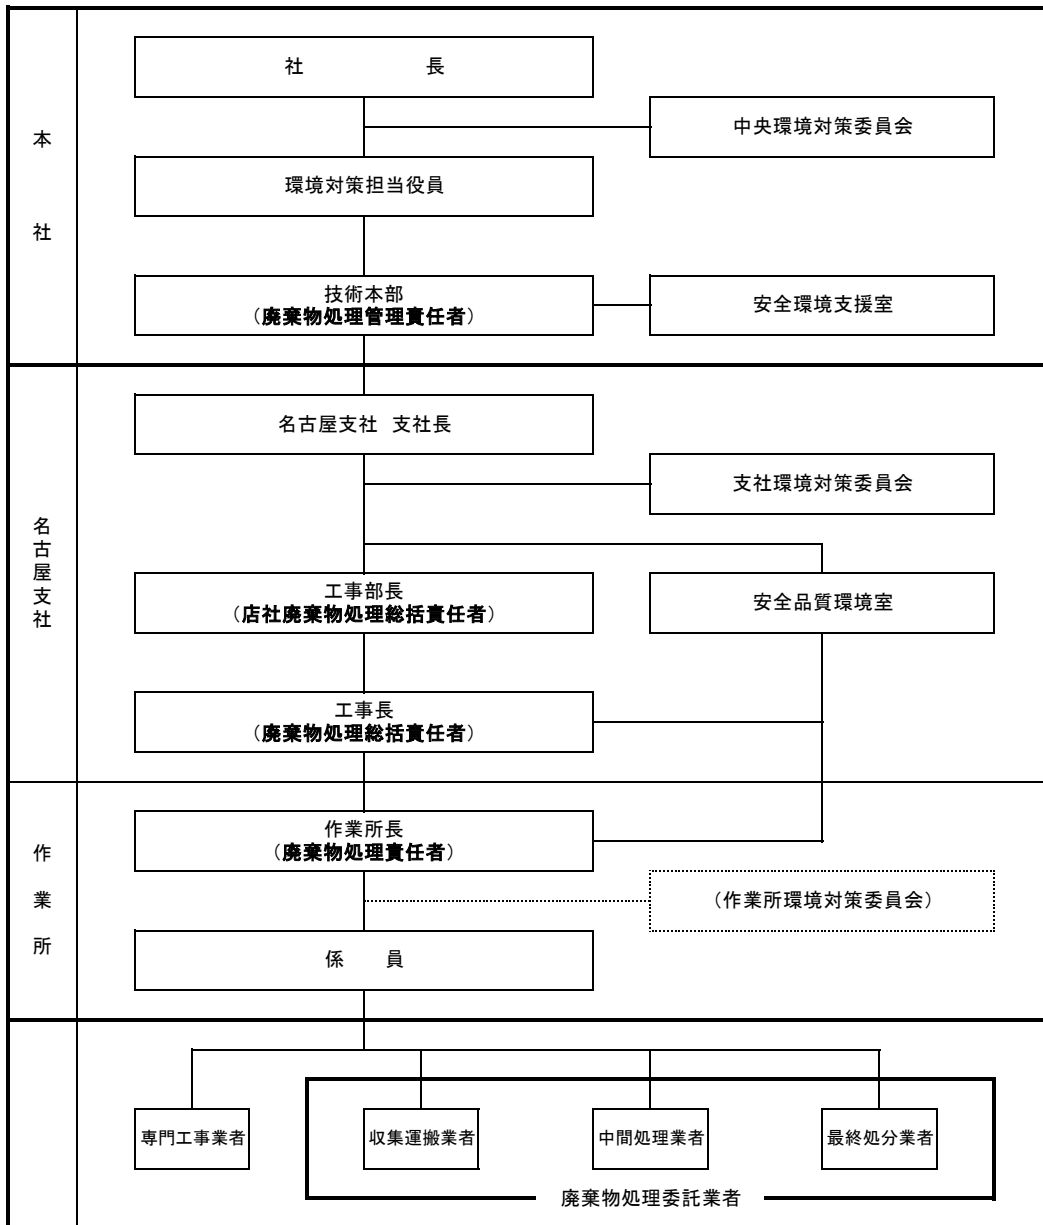 本社
社　　　　　長
中央環境対策委員会
環境対策担当役員
技術本部
（廃棄物処理管理責任者）
安全環境支援室
名古屋支社
名古屋支社　支社長
支社環境対策委員会
工事部長
（店社廃棄物処理総括責任者）
安全品質環境室
工事長
（廃棄物処理総括責任者）
作業所
作業所長
（廃棄物処理責任者）
（作業所環境対策委員会）
係　　員
専門工事業者
収集運搬業者
中間処理業者
最終処分業者
廃棄物処理委託業者